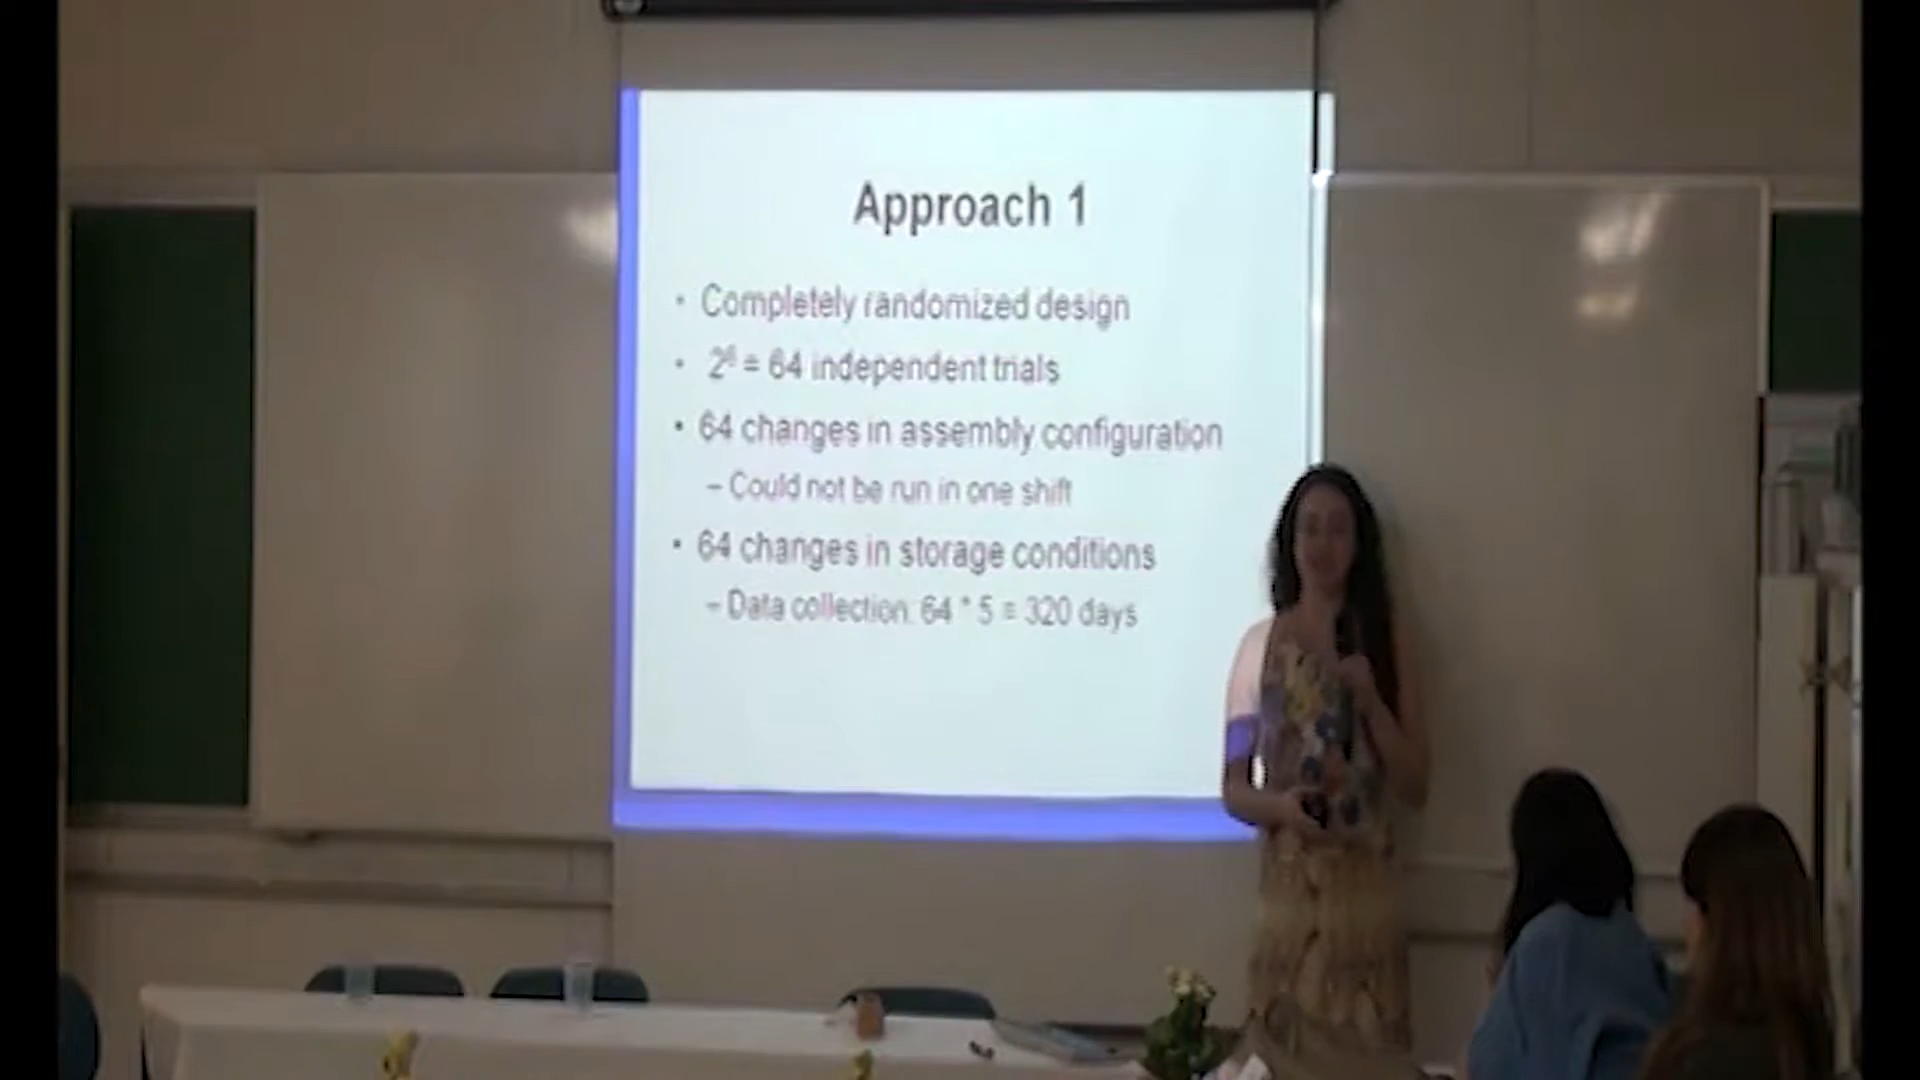 Approach 1
• Completely randomized design
• 2⁶ = 64 independent trials
• 64 changes in assembly configuration
– Could not be run in one shift
• 64 changes in storage conditions
– Data collection: 64 * 5 = 320 days